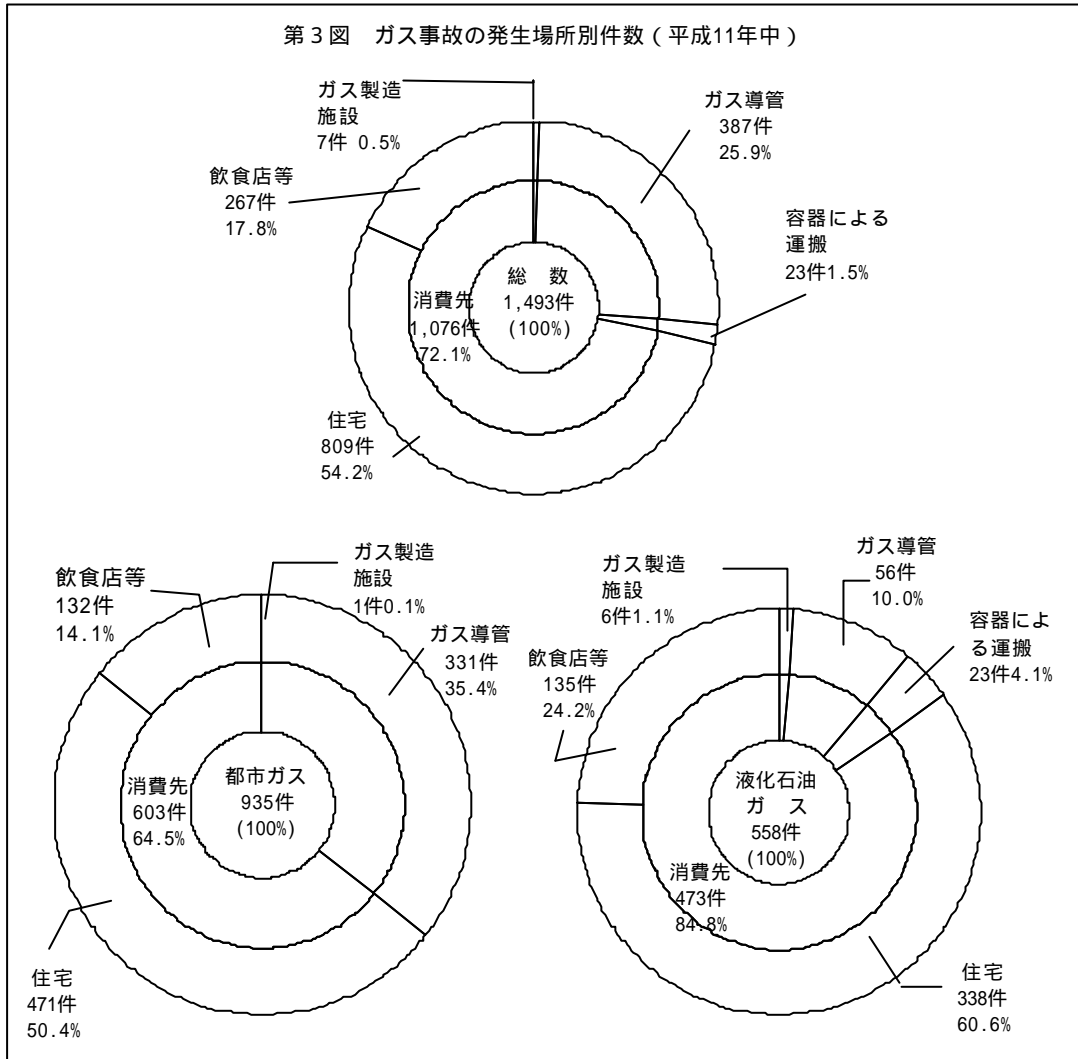 第３図　ガス事故の発生場所別件数（平成11年中）
ガス製造
施設
7件 0.5%
ガス導管
387件
25.9%
飲食店等
267件
17.8%
容器による
運搬
23件1.5%
総　数
1,493件
(100%)
消費先
1,076件
72.1%
住宅
809件
54.2%
ガス製造
施設
1件0.1%
飲食店等
132件
14.1%
ガス導管
331件
35.4%
都市ガス
935件
(100%)
消費先
603件
64.5%
住宅
471件
50.4%
ガス導管
56件
10.0%
ガス製造
施設
6件1.1%
容器によ
る運搬
23件4.1%
飲食店等
135件
24.2%
液化石油
ガ　ス
558件
(100%)
消費先
473件
84.8%
住宅
338件
60.6%